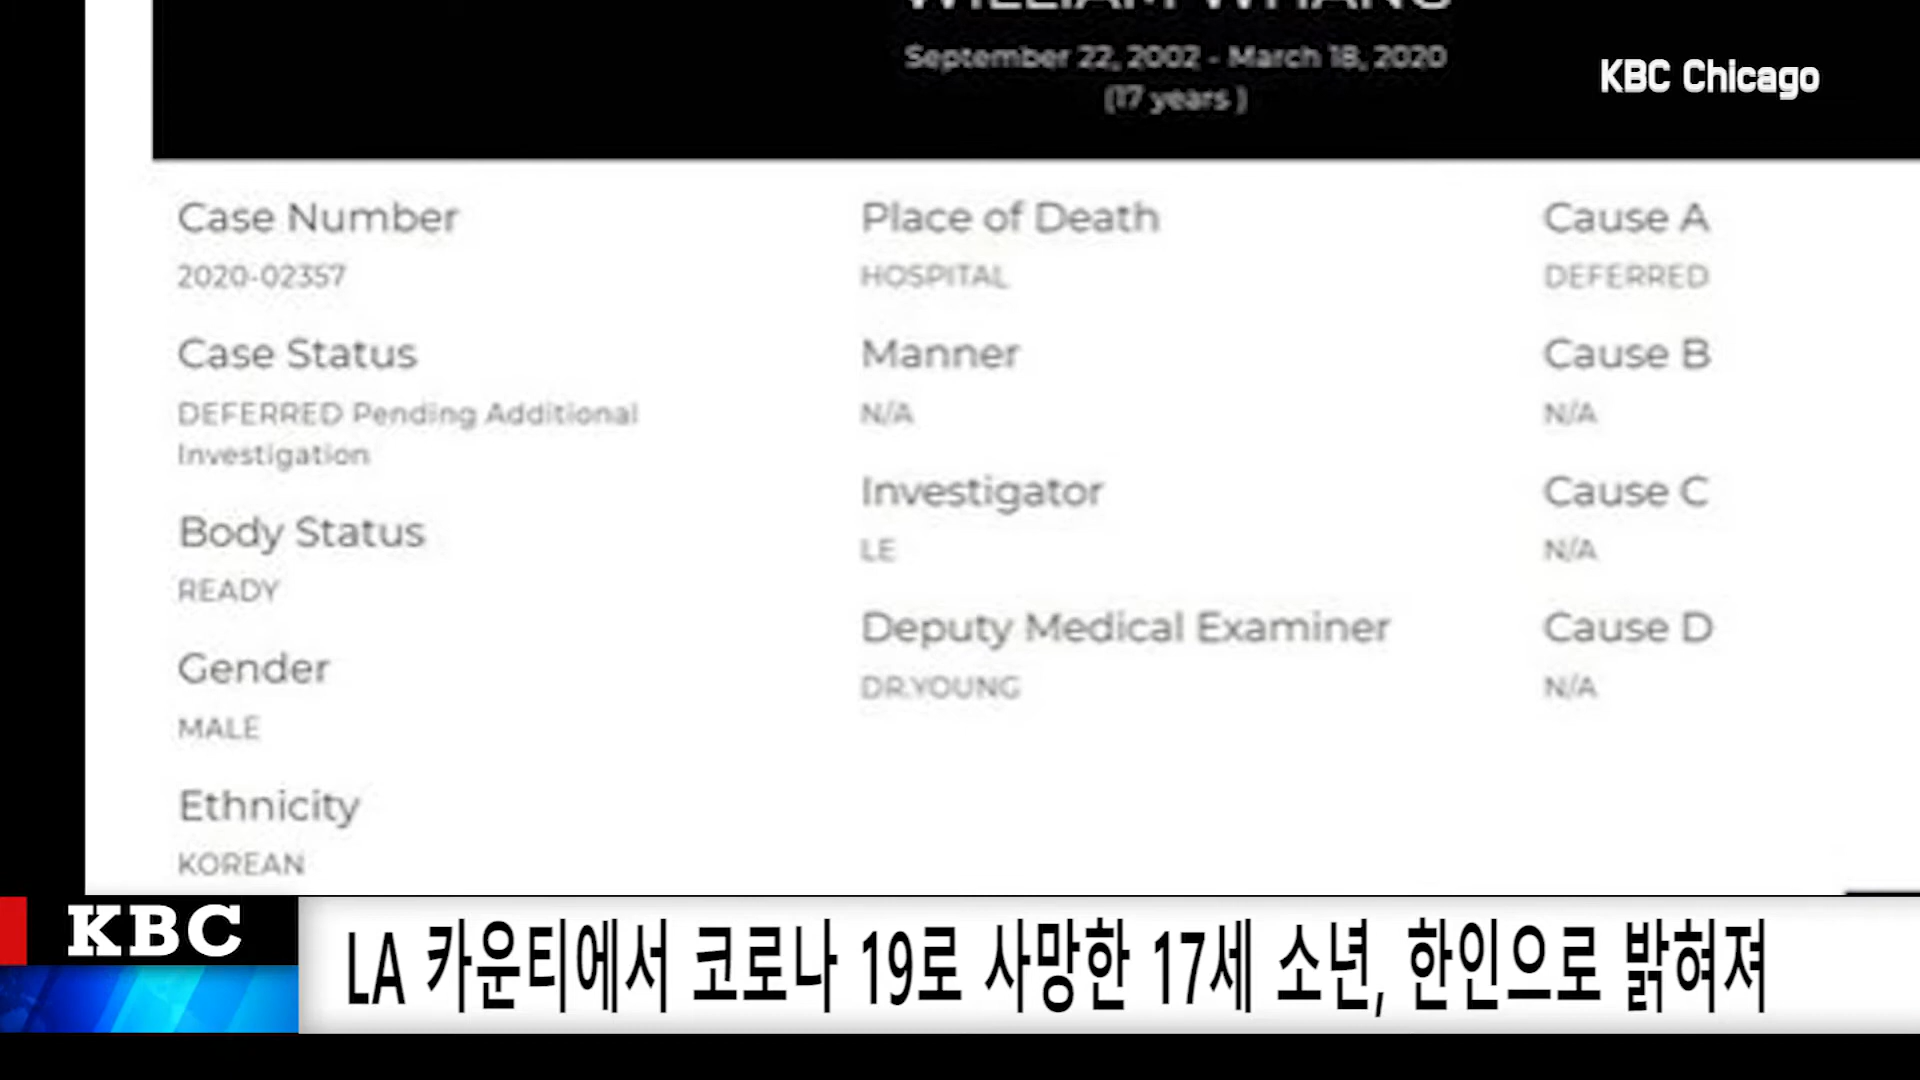 WILLIAM WHANG
September 22, 2002 - March 18, 2020
(17 years )
KBC Chicago
Case Number
2020-02357
Case Status
DEFERRED Pending Additional
Investigation
Body Status
READY
Gender
MALE
Ethnicity
KOREAN
Place of Death
HOSPITAL
Manner
N/A
Investigator
LE
Deputy Medical Examiner
DR.YOUNG
Cause A
DEFERRED
Cause B
N/A
Cause C
N/A
Cause D
N/A
KBC
LA 카운티에서 코로나 19로 사망한 17세 소년, 한인으로 밝혀져